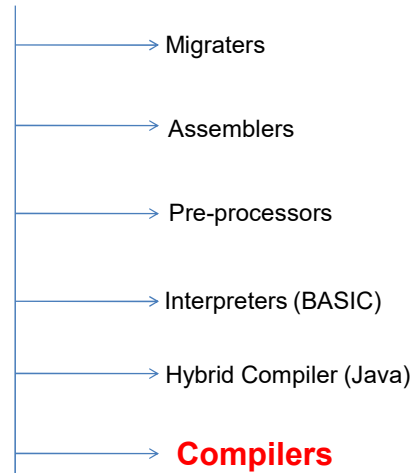 Migraters
Assemblers
Pre-processors
Interpreters (BASIC)
Hybrid Compiler (Java)
Compilers